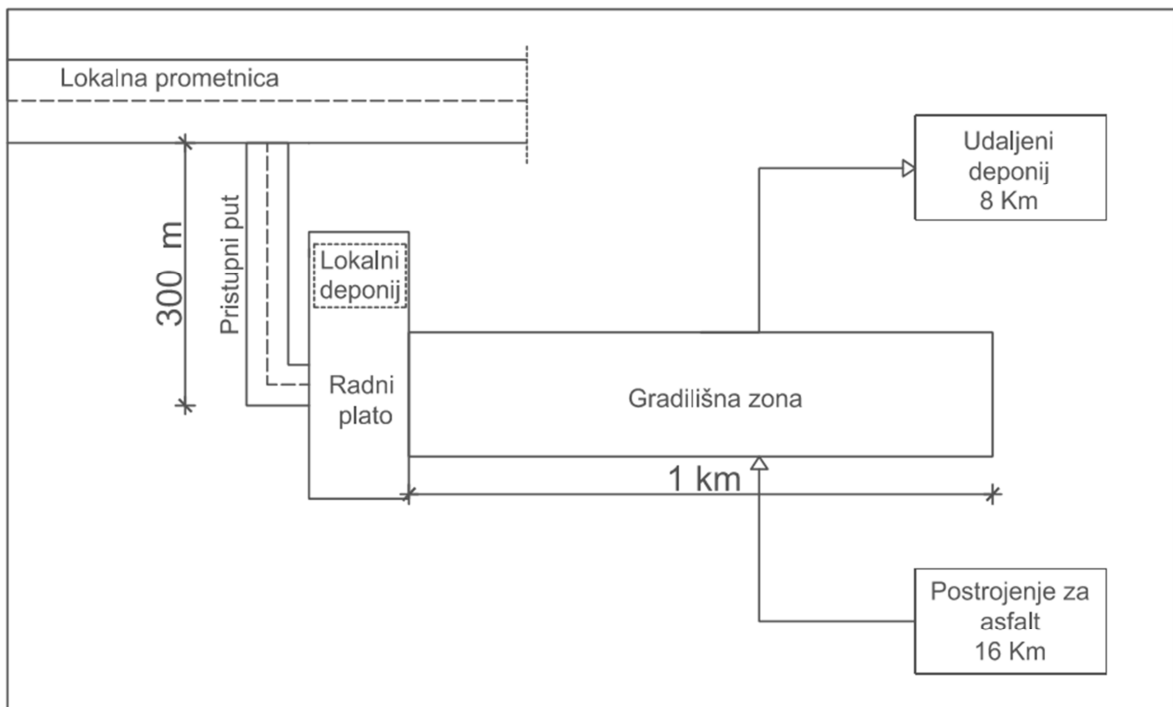 Lokalna prometnica
Udaljeni
deponij
8 Km
300 m
Pristupni put
Lokalni
deponij
Radni
plato
Gradilišna zona
1 km
Postrojenje za
asfalt
16 Km